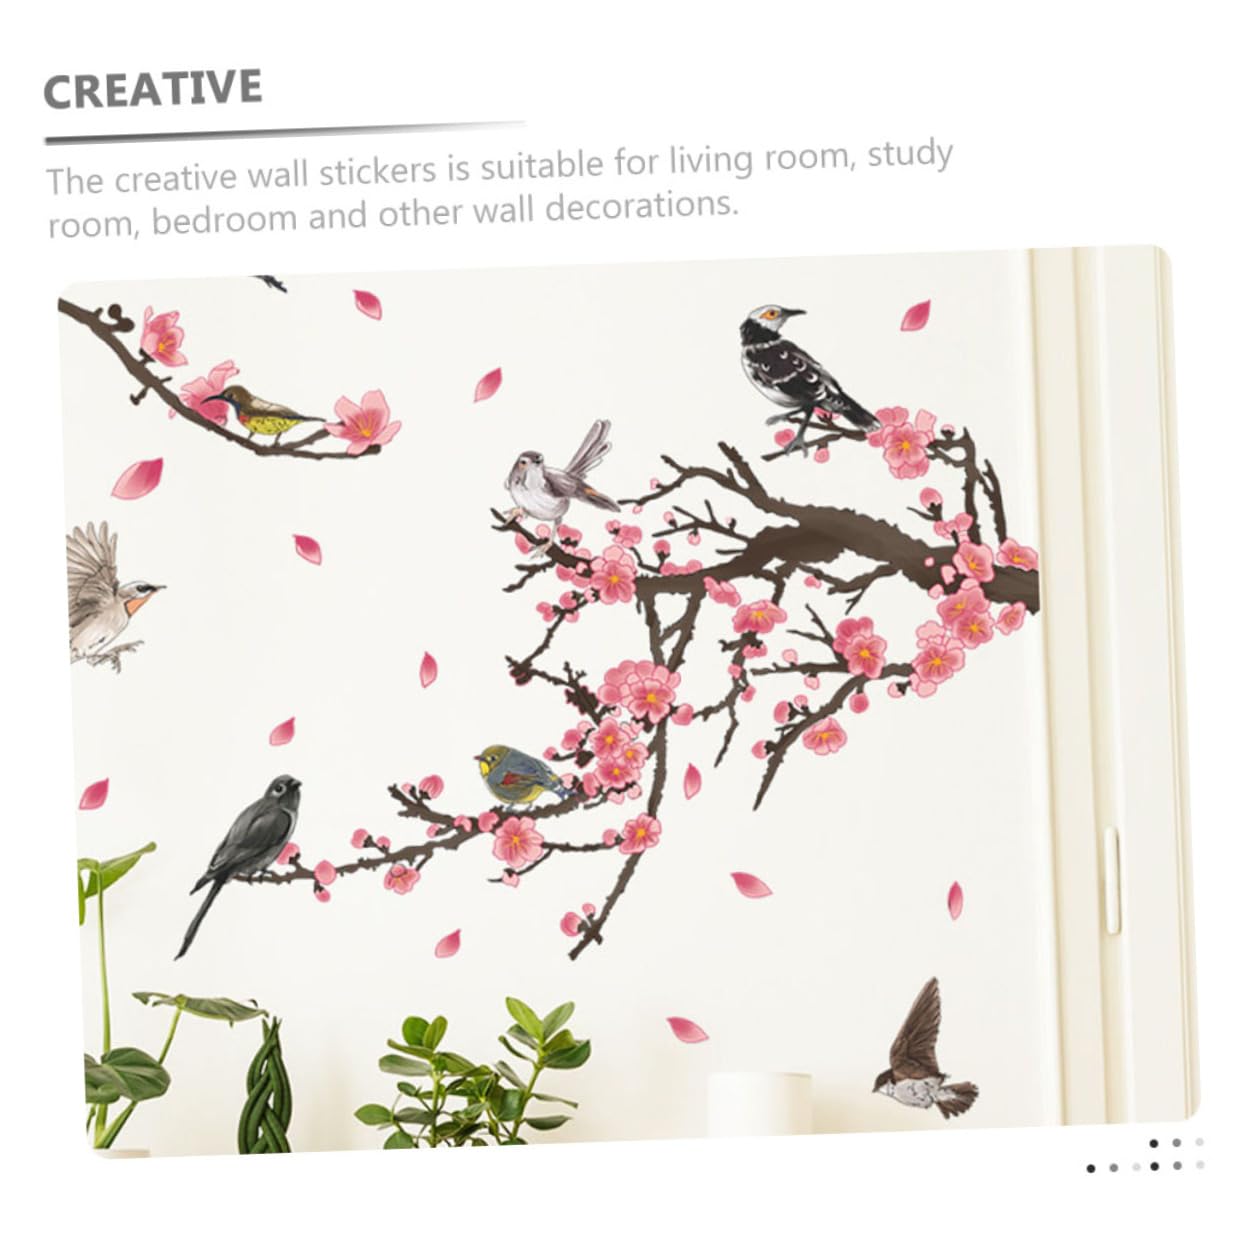 CREATIVE
The creative wall stickers is suitable for living room, study
room, bedroom and other wall decorations.